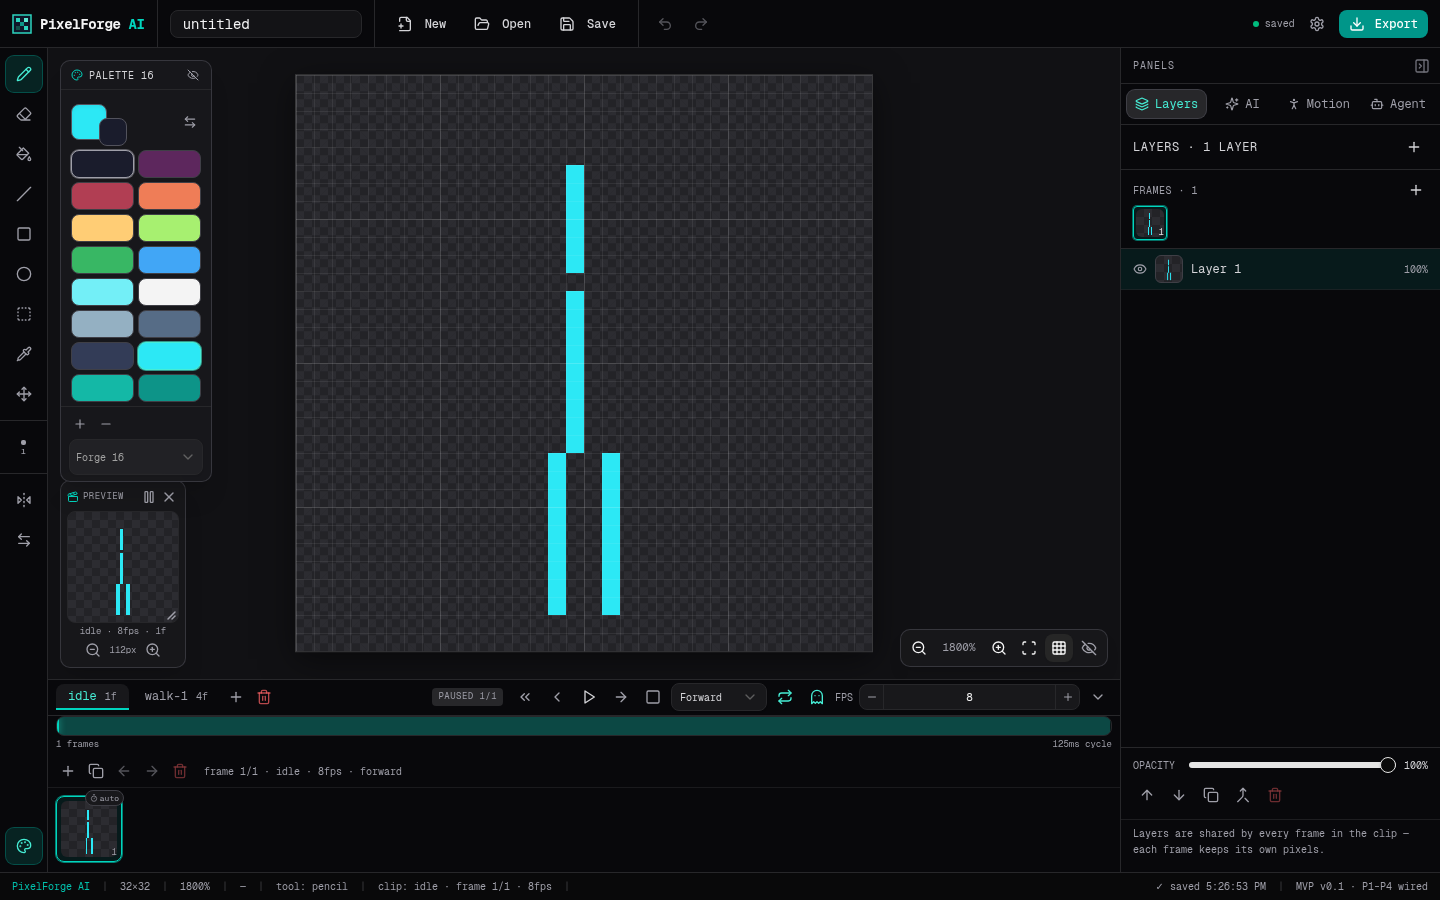 PixelForge AI
untitled
New
Open
Save
saved
Export
PALETTE 16
Forge 16
1
PREVIEW
idle · 8fps · 1f
112px
1800%
PANELS
Layers
AI
Motion
Agent
LAYERS · 1 LAYER
FRAMES · 1
1
Layer 1
100%
idle 1f
walk-1 4f
PAUSED 1/1
Forward
FPS
8
1 frames
125ms cycle
frame 1/1 · idle · 8fps · forward
auto
1
OPACITY
100%
Layers are shared by every frame in the clip —
each frame keeps its own pixels.
PixelForge AI
32×32
1800%
—
tool: pencil
clip: idle · frame 1/1 · 8fps
✓ saved 5:26:53 PM
MVP v0.1 · P1–P4 wired